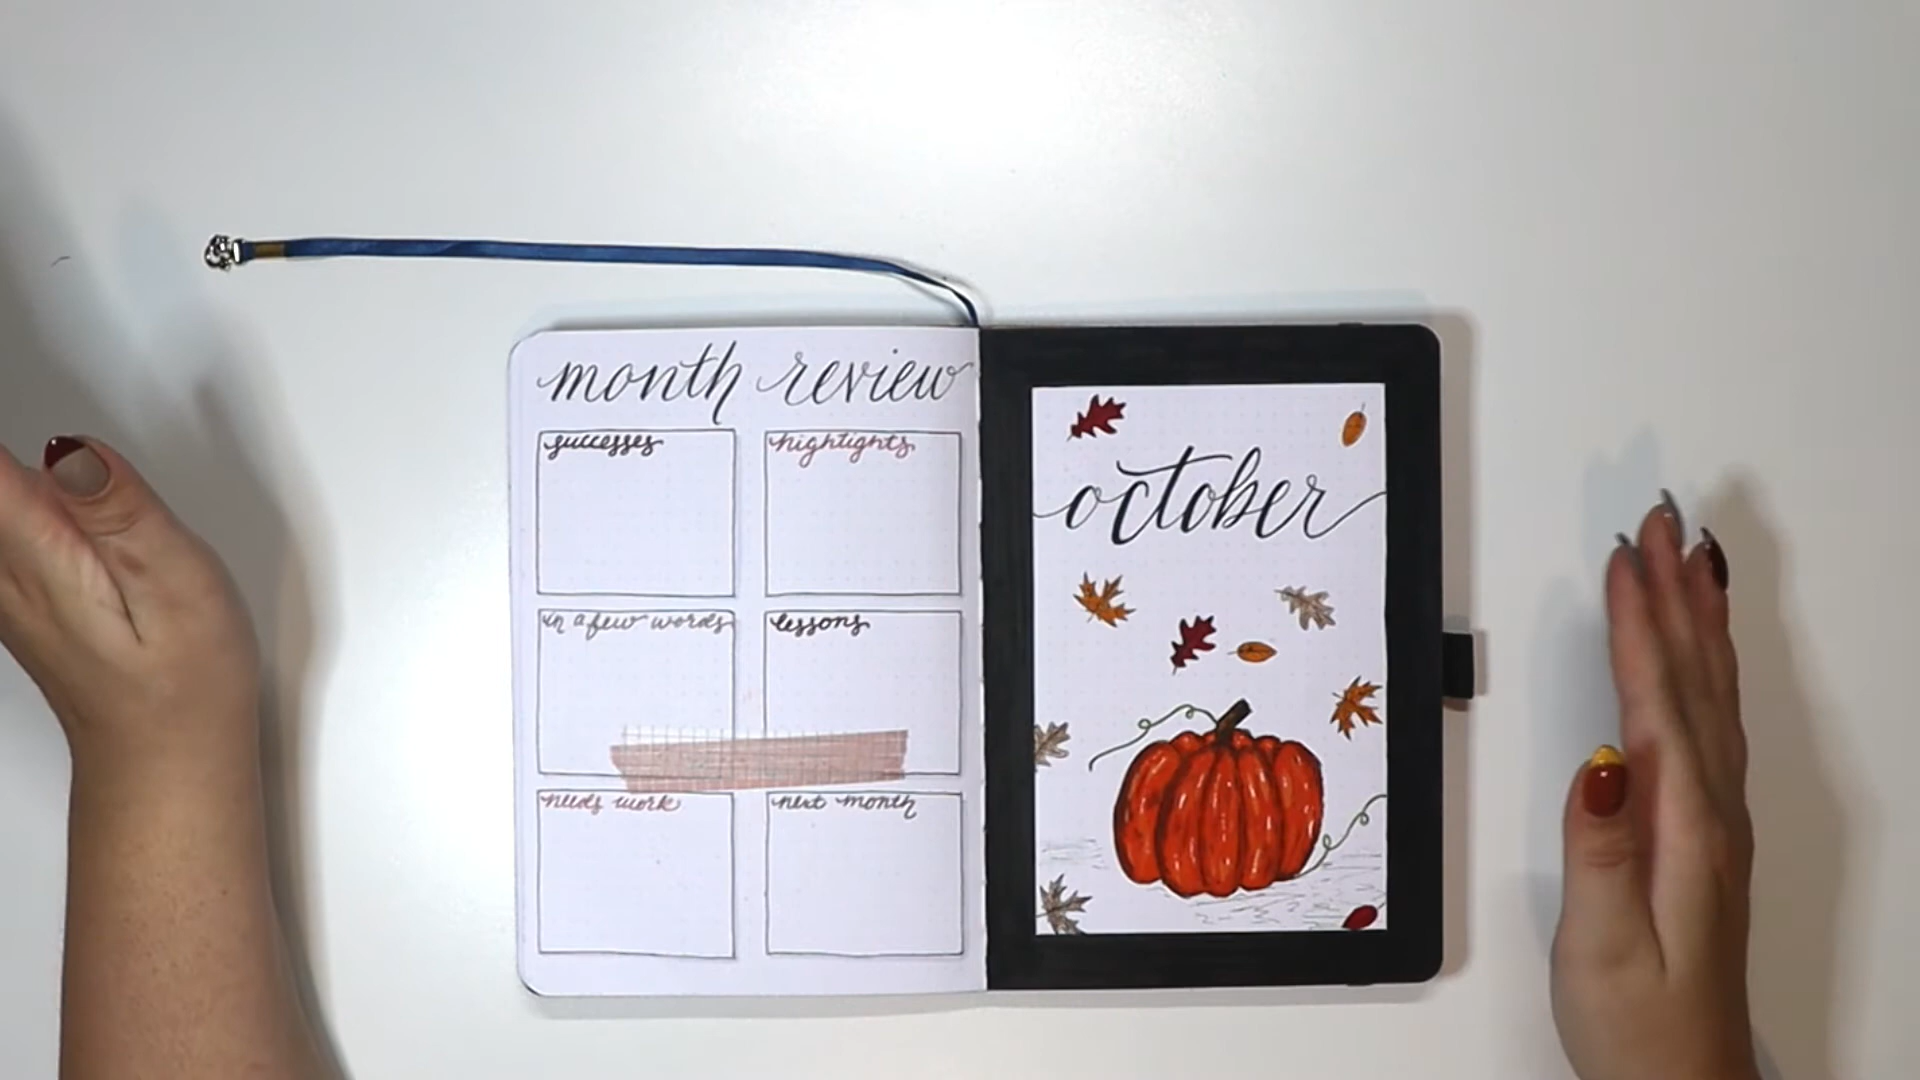 month review
successes
highlights
in a few words
lessons
needs work
next month
october